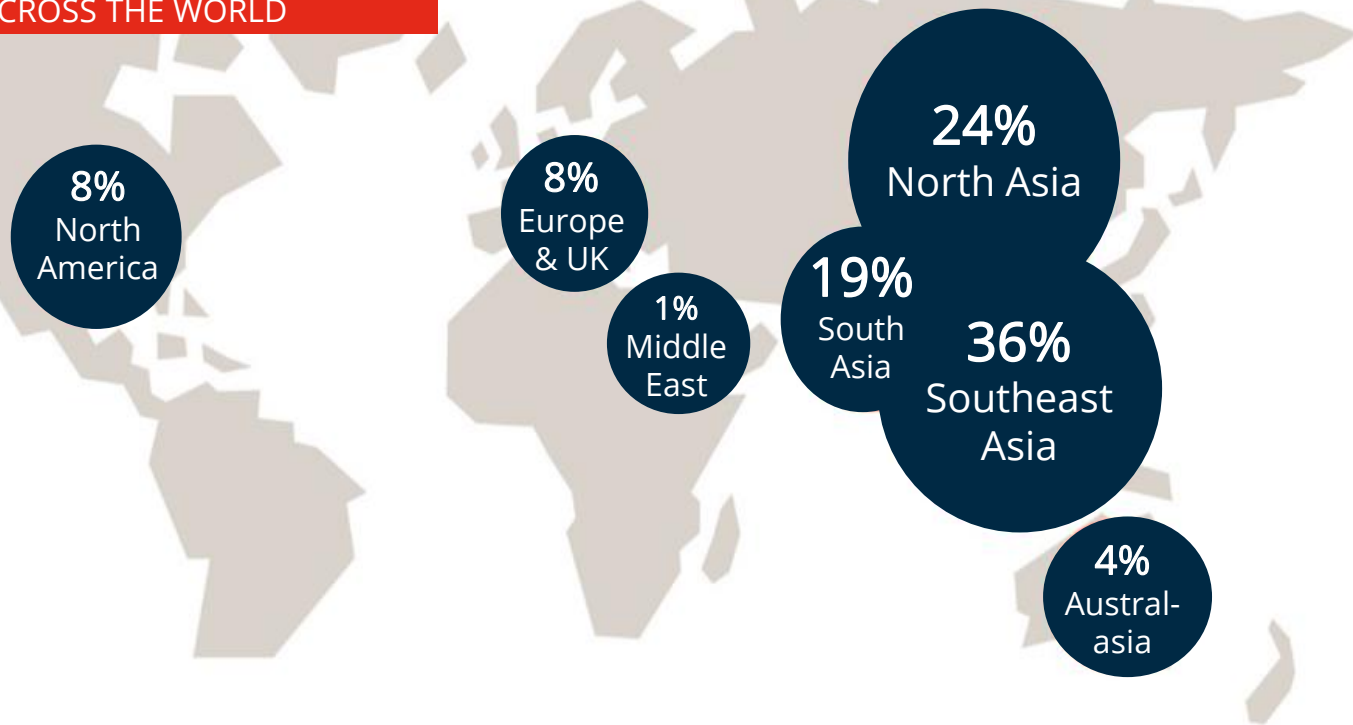 CROSS THE WORLD
24%
North Asia
8%
North
America
8%
Europe
& UK
19%
South
Asia
1%
Middle
East
36%
Southeast
Asia
4%
Austral-
asia